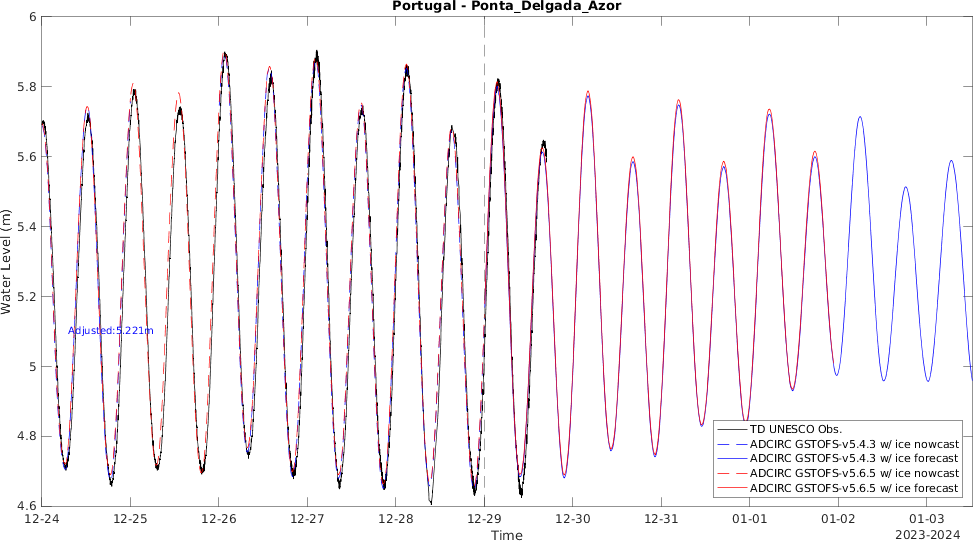 Portugal - Ponta_Delgada_Azor
6
5.8
5.6
5.4
5.2
5
4.8
4.6
Water Level (m)
Adjusted:5.221m
TD UNESCO Obs.
ADCIRC GSTOFS-v5.4.3 w/ ice nowcast
ADCIRC GSTOFS-v5.4.3 w/ ice forecast
ADCIRC GSTOFS-v5.6.5 w/ ice nowcast
ADCIRC GSTOFS-v5.6.5 w/ ice forecast
12-24 12-25 12-26 12-27 12-28 12-29 12-30 12-31 01-01 01-02 01-03
Time
2023-2024